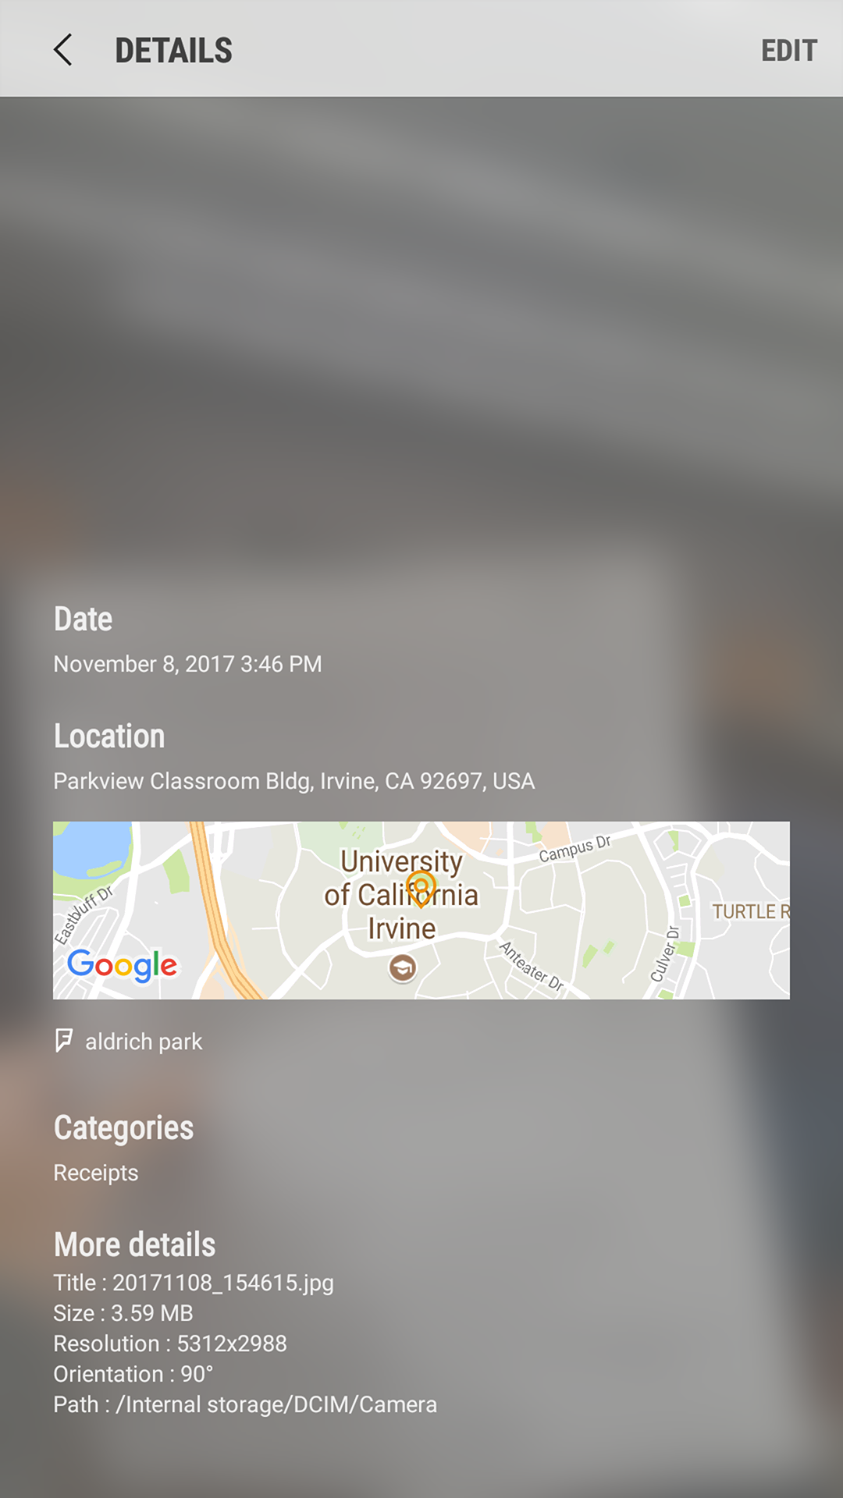 DETAILS
EDIT
Date
November 8, 2017 3:46 PM
Location
Parkview Classroom Bldg, Irvine, CA 92697, USA
University
of California
Irvine
Campus Dr
Eastbluff Dr
TURTLE R
Culver Dr
Anteater Dr
Google
aldrich park
Categories
Receipts
More details
Title : 20171108_154615.jpg
Size : 3.59 MB
Resolution : 5312x2988
Orientation : 90°
Path : /Internal storage/DCIM/Camera